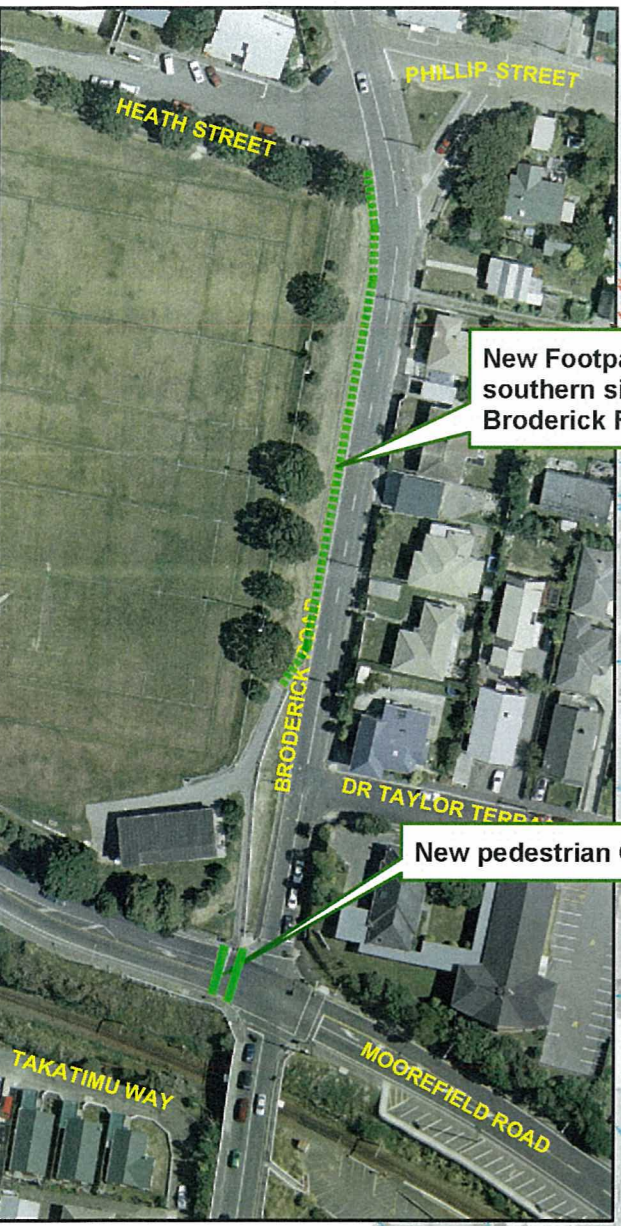 PHILLIP STREET
HEATH STREET
New Footpa
southern si
Broderick
BRODERICK ROAD
DR TAYLOR
New pedestrian
TAKATIMU WAY
MOOREFIELD ROAD